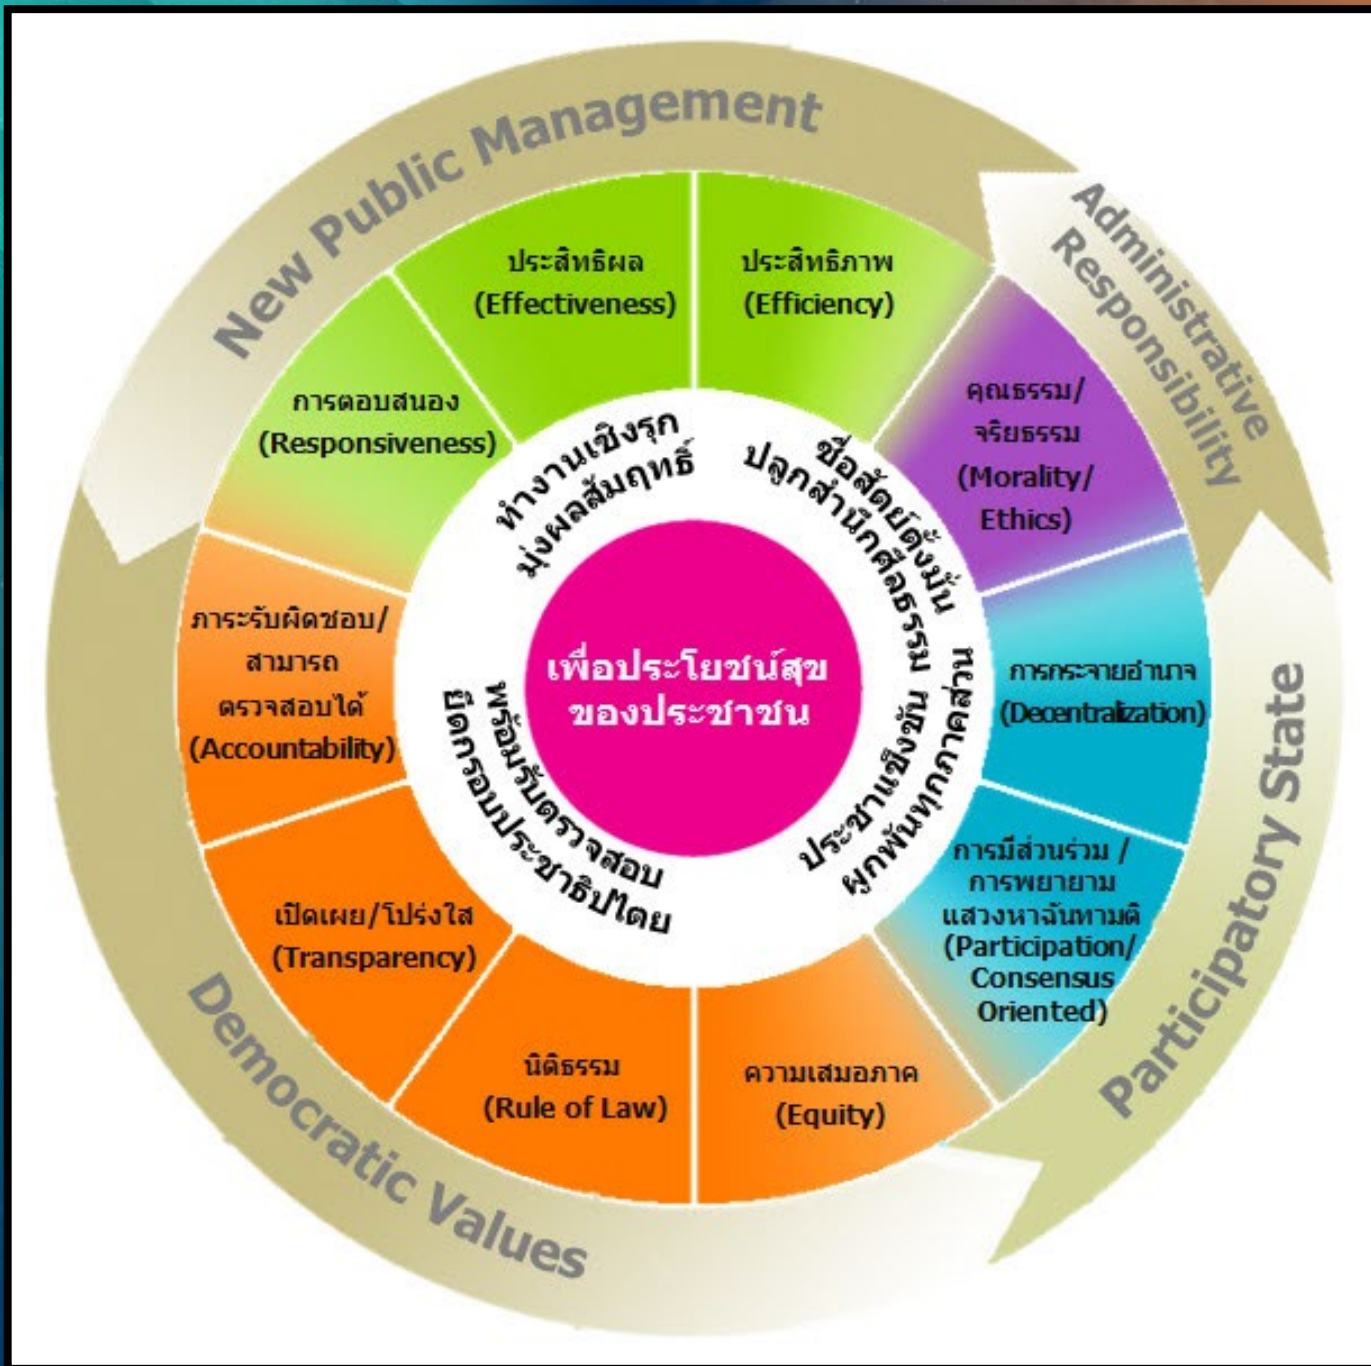 New Public Management
Administrative
Responsibility
Participatory State
Democratic Values
ประสิทธิผล
(Effectiveness)
ประสิทธิภาพ
(Efficiency)
คุณธรรม/
จริยธรรม
(Morality/
Ethics)
การกระจายอำนาจ
(Decentralization)
การมีส่วนร่วม /
การพยายาม
แสวงหาฉันทามติ
(Participation/
Consensus
Oriented)
ความเสมอภาค
(Equity)
นิติธรรม
(Rule of Law)
เปิดเผย/โปร่งใส
(Transparency)
ภาระรับผิดชอบ/
สามารถ
ตรวจสอบได้
(Accountability)
การตอบสนอง
(Responsiveness)
ทำงานเชิงรุก
มุ่งผลสัมฤทธิ์
ซื่อสัตย์ตั้งมั่น
ปลูกสำนึกศีลธรรม
ประชาแข็งขัน
ผูกพันทุกภาคส่วน
พร้อมรับตรวจสอบ
ยึดกรอบประชาธิปไตย
เพื่อประโยชน์สุข
ของประชาชน